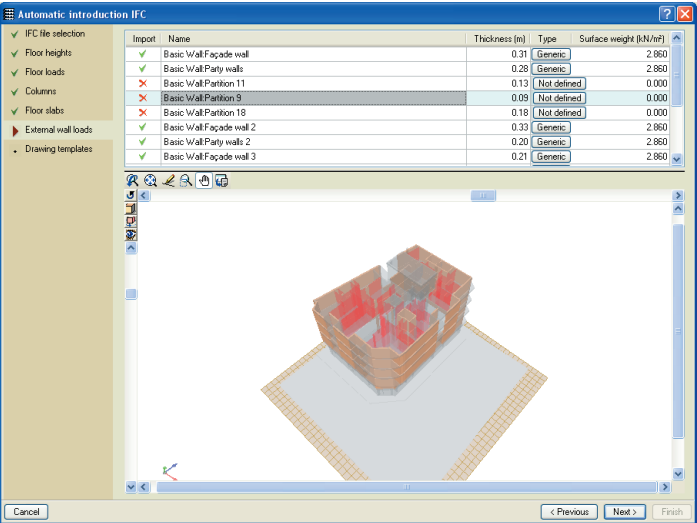 Automatic introduction IFC
IFC file selection
Floor heights
Floor loads
Columns
Floor slabs
External wall loads
Drawing templates
Import Name Thickness (m) Type Surface weight (kN/m²)
Basic Wall:Façade wall 0.31 Generic 2.860
Basic Wall:Party walls 0.28 Generic 2.860
Basic Wall:Partition 11 0.13 Not defined 0.000
Basic Wall:Partition 9 0.09 Not defined 0.000
Basic Wall:Partition 18 0.18 Not defined 0.000
Basic Wall:Façade wall 2 0.33 Generic 2.860
Basic Wall:Party walls 2 0.20 Generic 2.860
Basic Wall:Façade wall 3 0.21 Generic 2.860
Cancel < Previous Next > Finish